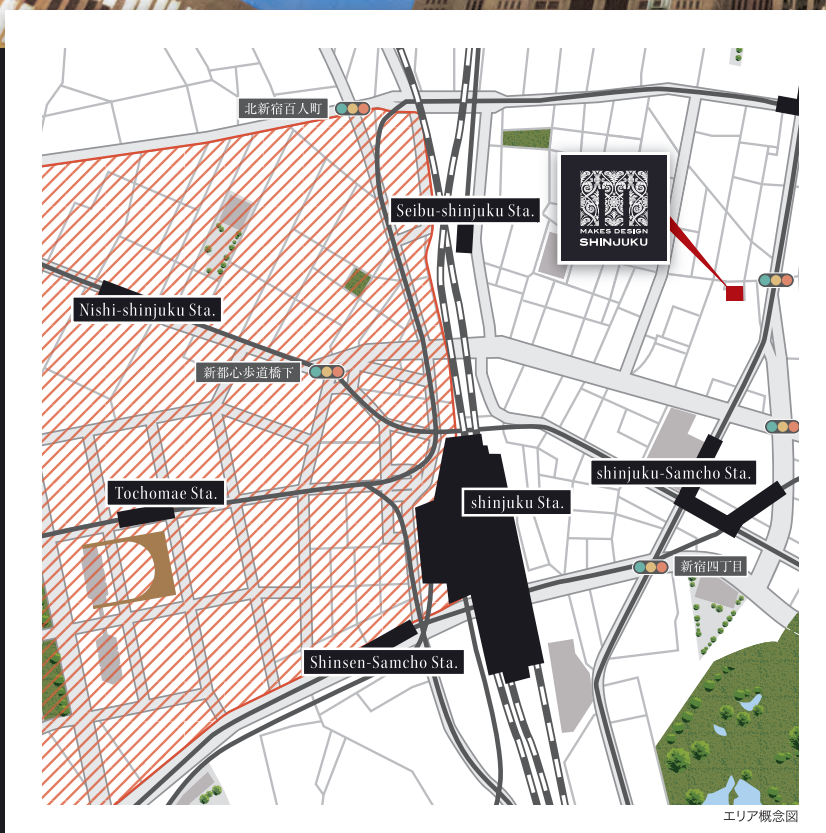 北新宿百人町
Seibu-shinjuku Sta.
MAKES DESIGN
SHINJUKU
Nishi-shinjuku Sta.
新都心歩道橋下
shinjuku-Samcho Sta.
Tochomae Sta.
shinjuku Sta.
新宿四丁目
Shinsen-Samcho Sta.
エリア概念図